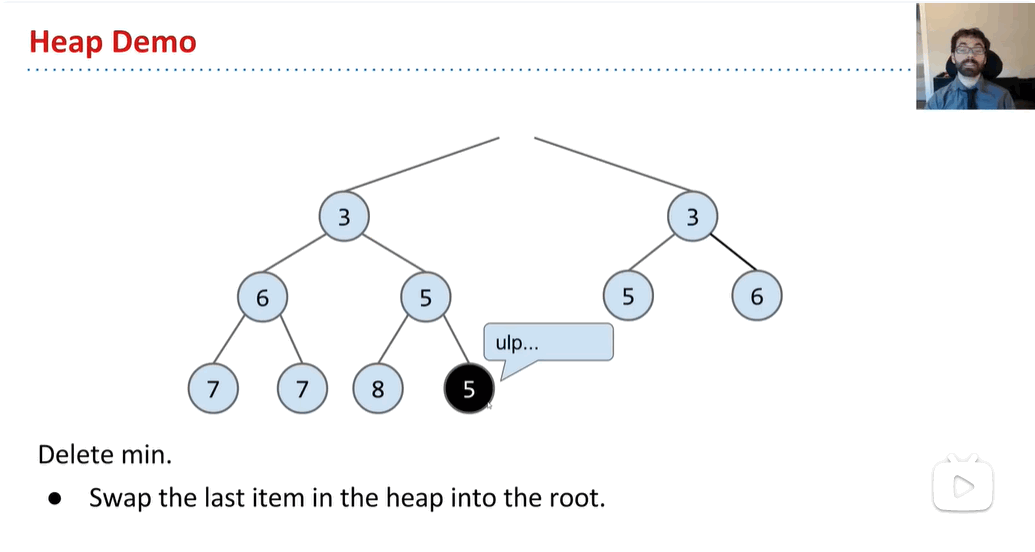 Heap Demo
3
3
6
5
5
6
ulp...
7
7
8
5
Delete min.
● Swap the last item in the heap into the root.